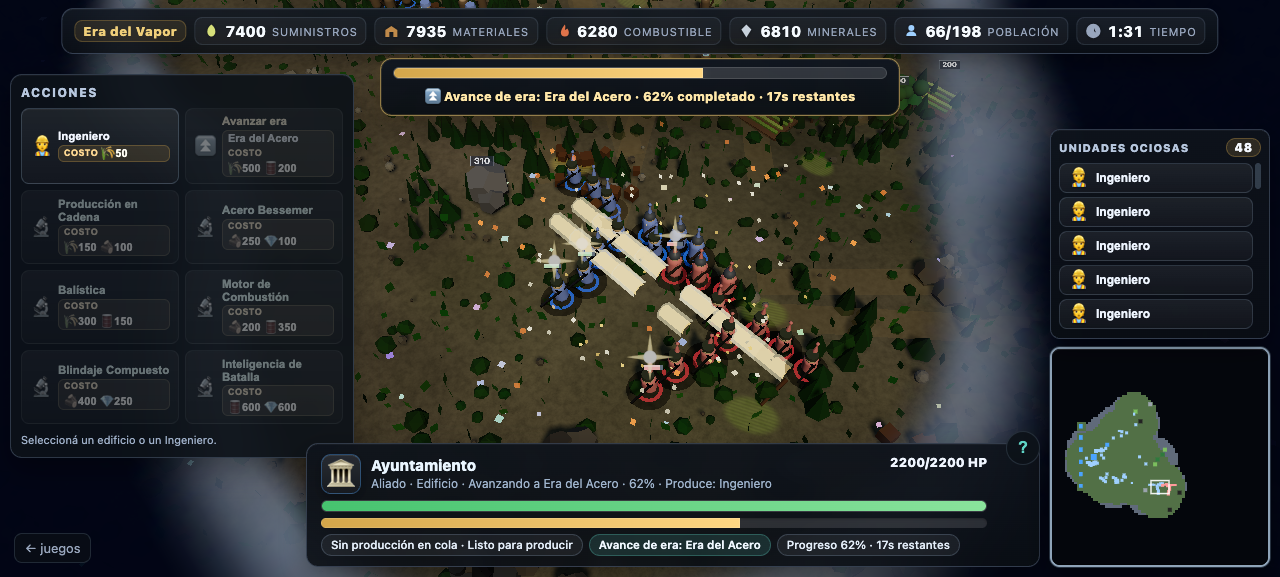 Era del Vapor
7400 SUMINISTROS
7935 MATERIALES
6280 COMBUSTIBLE
6810 MINERALES
66/198 POBLACIÓN
1:31 TIEMPO
Avance de era: Era del Acero · 62% completado · 17s restantes
200
310
ACCIONES
Ingeniero
COSTO 50
Avanzar era
Era del Acero
COSTO
500 200
Producción en
Cadena
COSTO
150 100
Acero Bessemer
COSTO
250 100
Balística
COSTO
300 150
Motor de
Combustión
COSTO
200 350
Blindaje Compuesto
COSTO
400 250
Inteligencia de
Batalla
COSTO
600 600
Seleccioná un edificio o un Ingeniero.
UNIDADES OCIOSAS 48
Ingeniero
Ingeniero
Ingeniero
Ingeniero
Ingeniero
?
Ayuntamiento
2200/2200 HP
Aliado · Edificio · Avanzando a Era del Acero · 62% · Produce: Ingeniero
Sin producción en cola · Listo para producir
Avance de era: Era del Acero
Progreso 62% · 17s restantes
← juegos